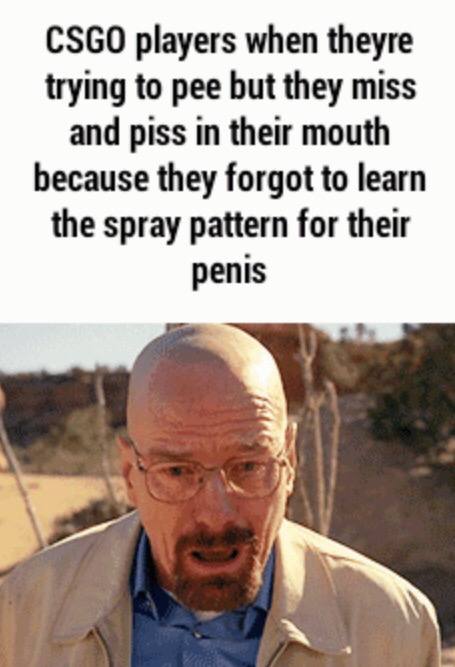 CSGO players when theyre
trying to pee but they miss
and piss in their mouth
because they forgot to learn
the spray pattern for their
penis